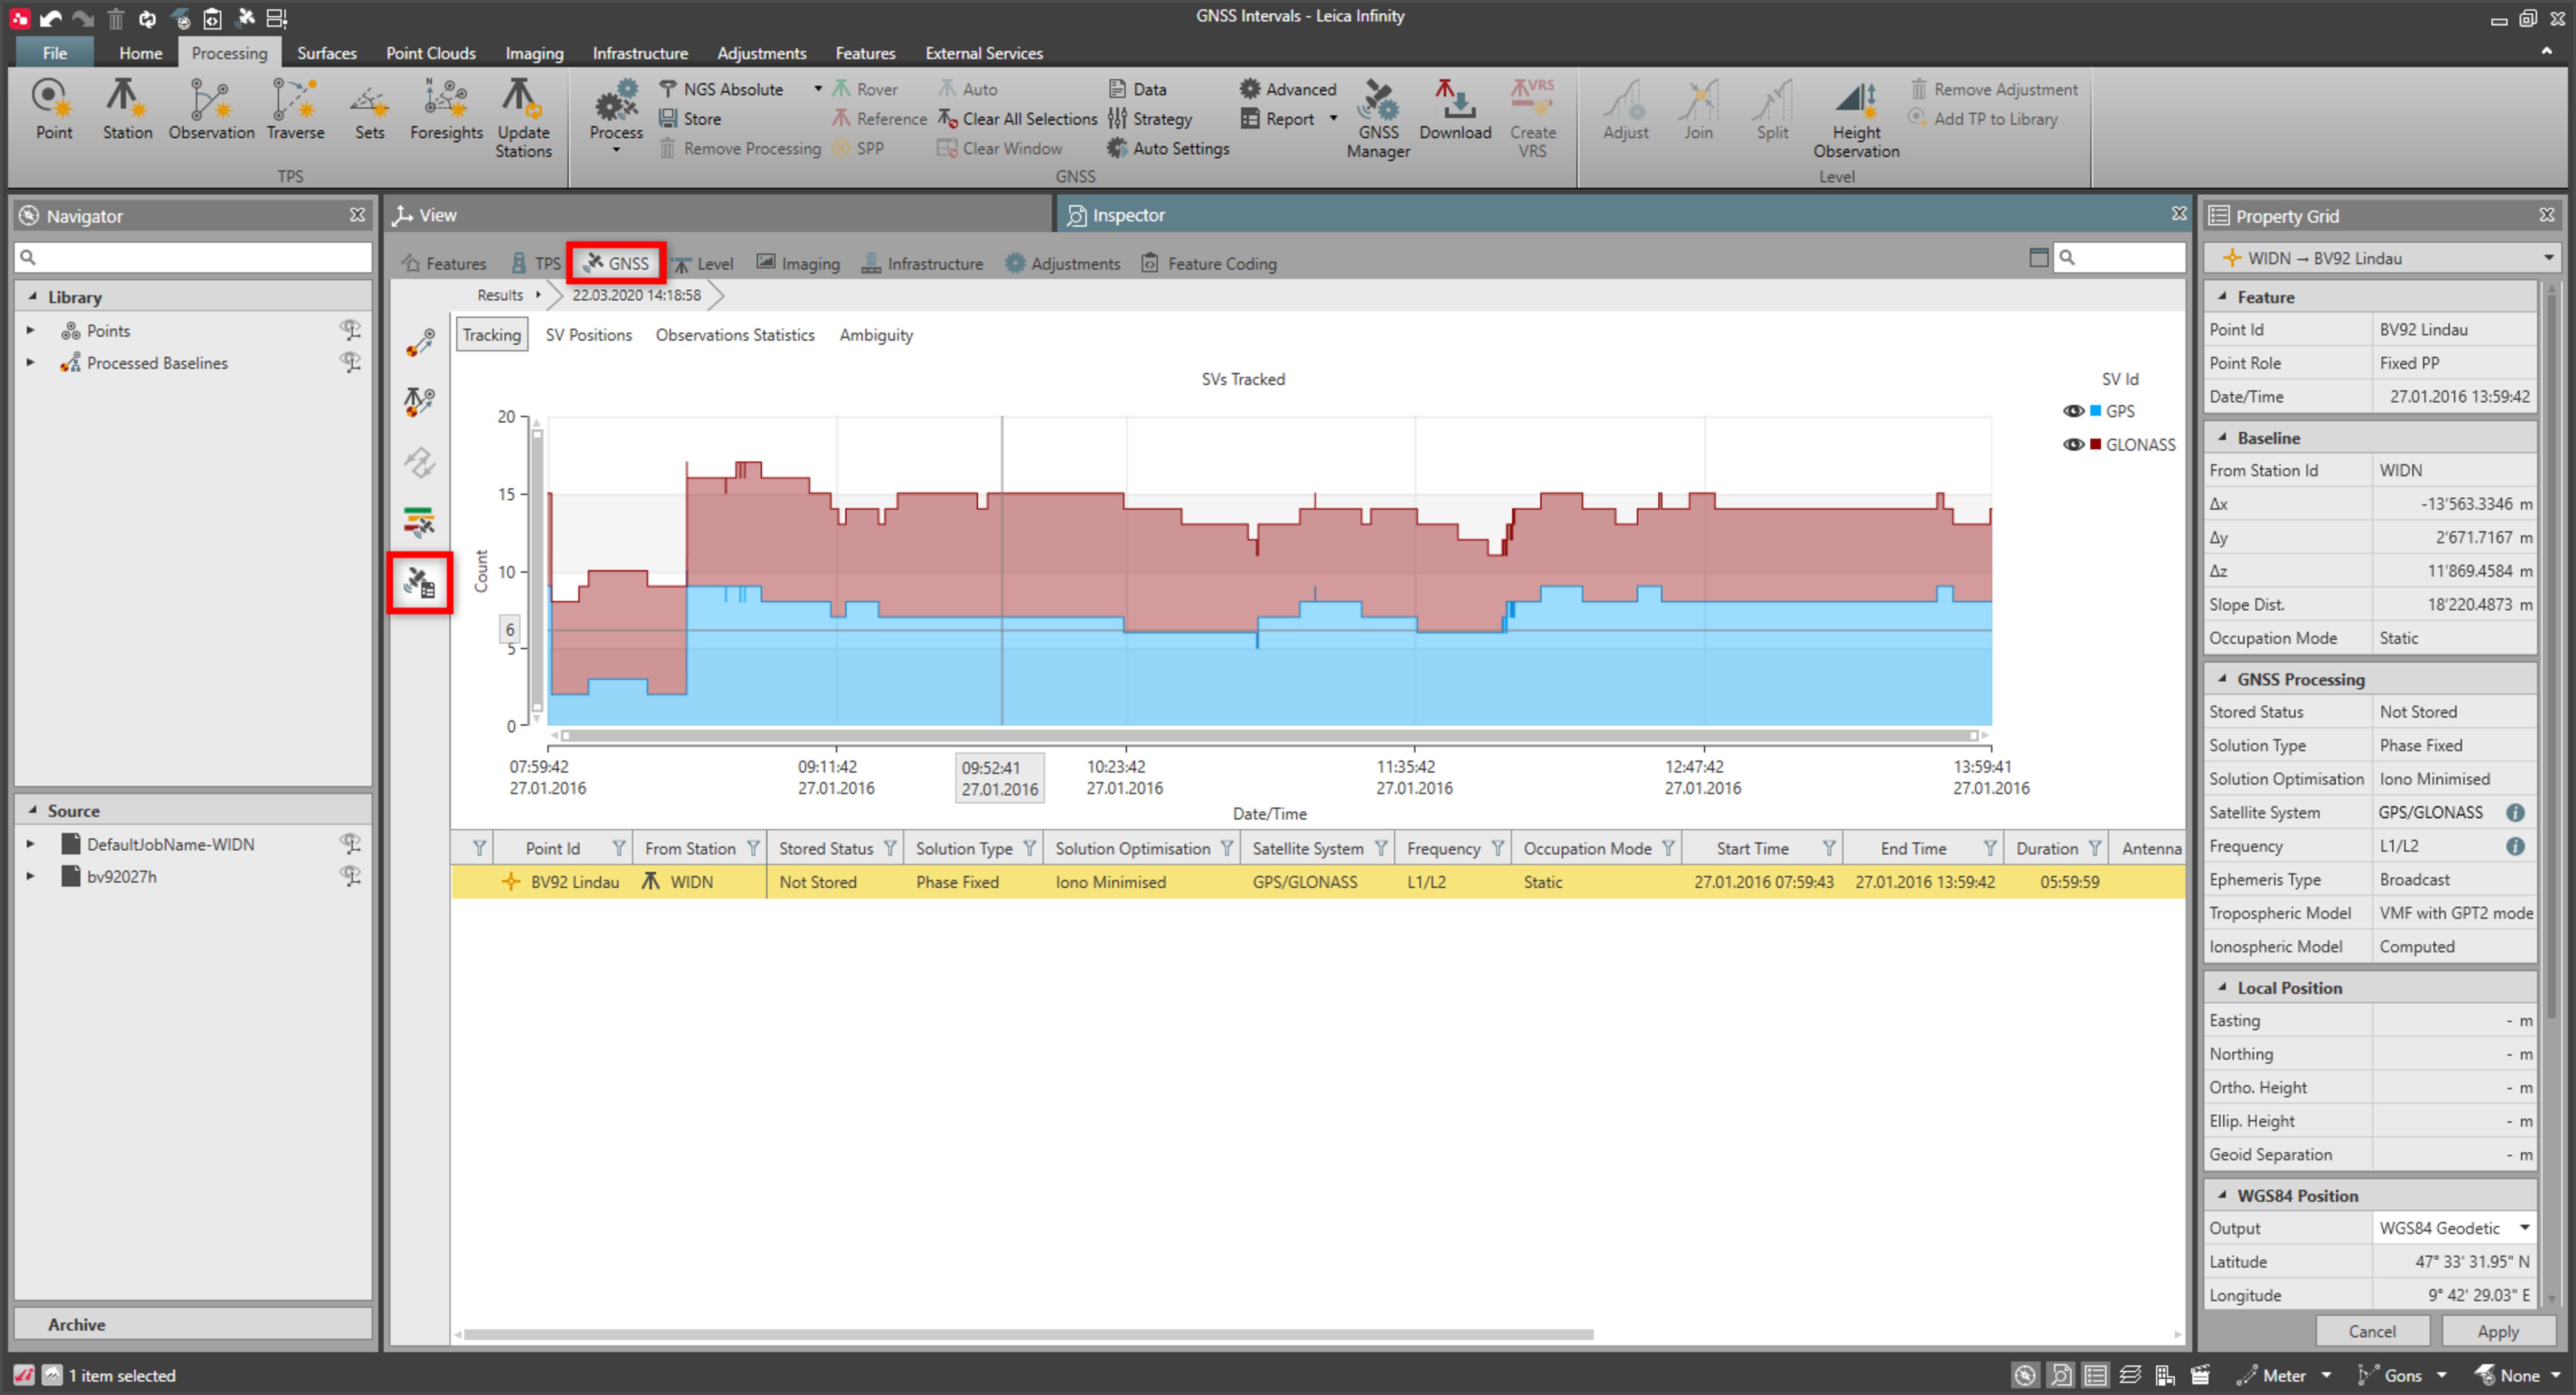 GNSS Intervals - Leica Infinity
File Home Processing Surfaces Point Clouds Imaging Infrastructure Adjustments Features External Services
Point Station Observation Traverse Sets Foresights Update Stations
TPS
Process NGS Absolute Store Remove Processing
Rover Reference SPP
Auto Clear All Selections Clear Window
Data Strategy Auto Settings
Advanced Report
GNSS Manager Download Create VRS
VRS
GNSS
Adjust Join Split Height Observation
Remove Adjustment
Add TP to Library
Level
Navigator
Library
Points
Processed Baselines
Source
DefaultJobName-WIDN
bv92027h
Archive
View
Inspector
Features TPS GNSS Level Imaging Infrastructure Adjustments Feature Coding
Results 22.03.2020 14:18:58
Tracking SV Positions Observations Statistics Ambiguity
SVs Tracked
SV Id
GPS
GLONASS
Count
20
15
10
6
5
0
07:59:42 09:11:42 09:52:41 10:23:42 11:35:42 12:47:42 13:59:41
27.01.2016 27.01.2016 27.01.2016 27.01.2016 27.01.2016 27.01.2016 27.01.2016
Date/Time
Point Id From Station Stored Status Solution Type Solution Optimisation Satellite System Frequency Occupation Mode Start Time End Time Duration Antenna
BV92 Lindau WIDN Not Stored Phase Fixed Iono Minimised GPS/GLONASS L1/L2 Static 27.01.2016 07:59:43 27.01.2016 13:59:42 05:59:59
Property Grid
WIDN → BV92 Lindau
Feature
Point Id BV92 Lindau
Point Role Fixed PP
Date/Time 27.01.2016 13:59:42
Baseline
From Station Id WIDN
Δx -13'563.3346 m
Δy 2'671.7167 m
Δz 11'869.4584 m
Slope Dist. 18'220.4873 m
Occupation Mode Static
GNSS Processing
Stored Status Not Stored
Solution Type Phase Fixed
Solution Optimisation Iono Minimised
Satellite System GPS/GLONASS
Frequency L1/L2
Ephemeris Type Broadcast
Tropospheric Model VMF with GPT2 mode
Ionospheric Model Computed
Local Position
Easting - m
Northing - m
Ortho. Height - m
Ellip. Height - m
Geoid Separation - m
WGS84 Position
Output WGS84 Geodetic
Latitude 47° 33' 31.95" N
Longitude 9° 42' 29.03" E
Cancel Apply
1 item selected
Meter Gons None